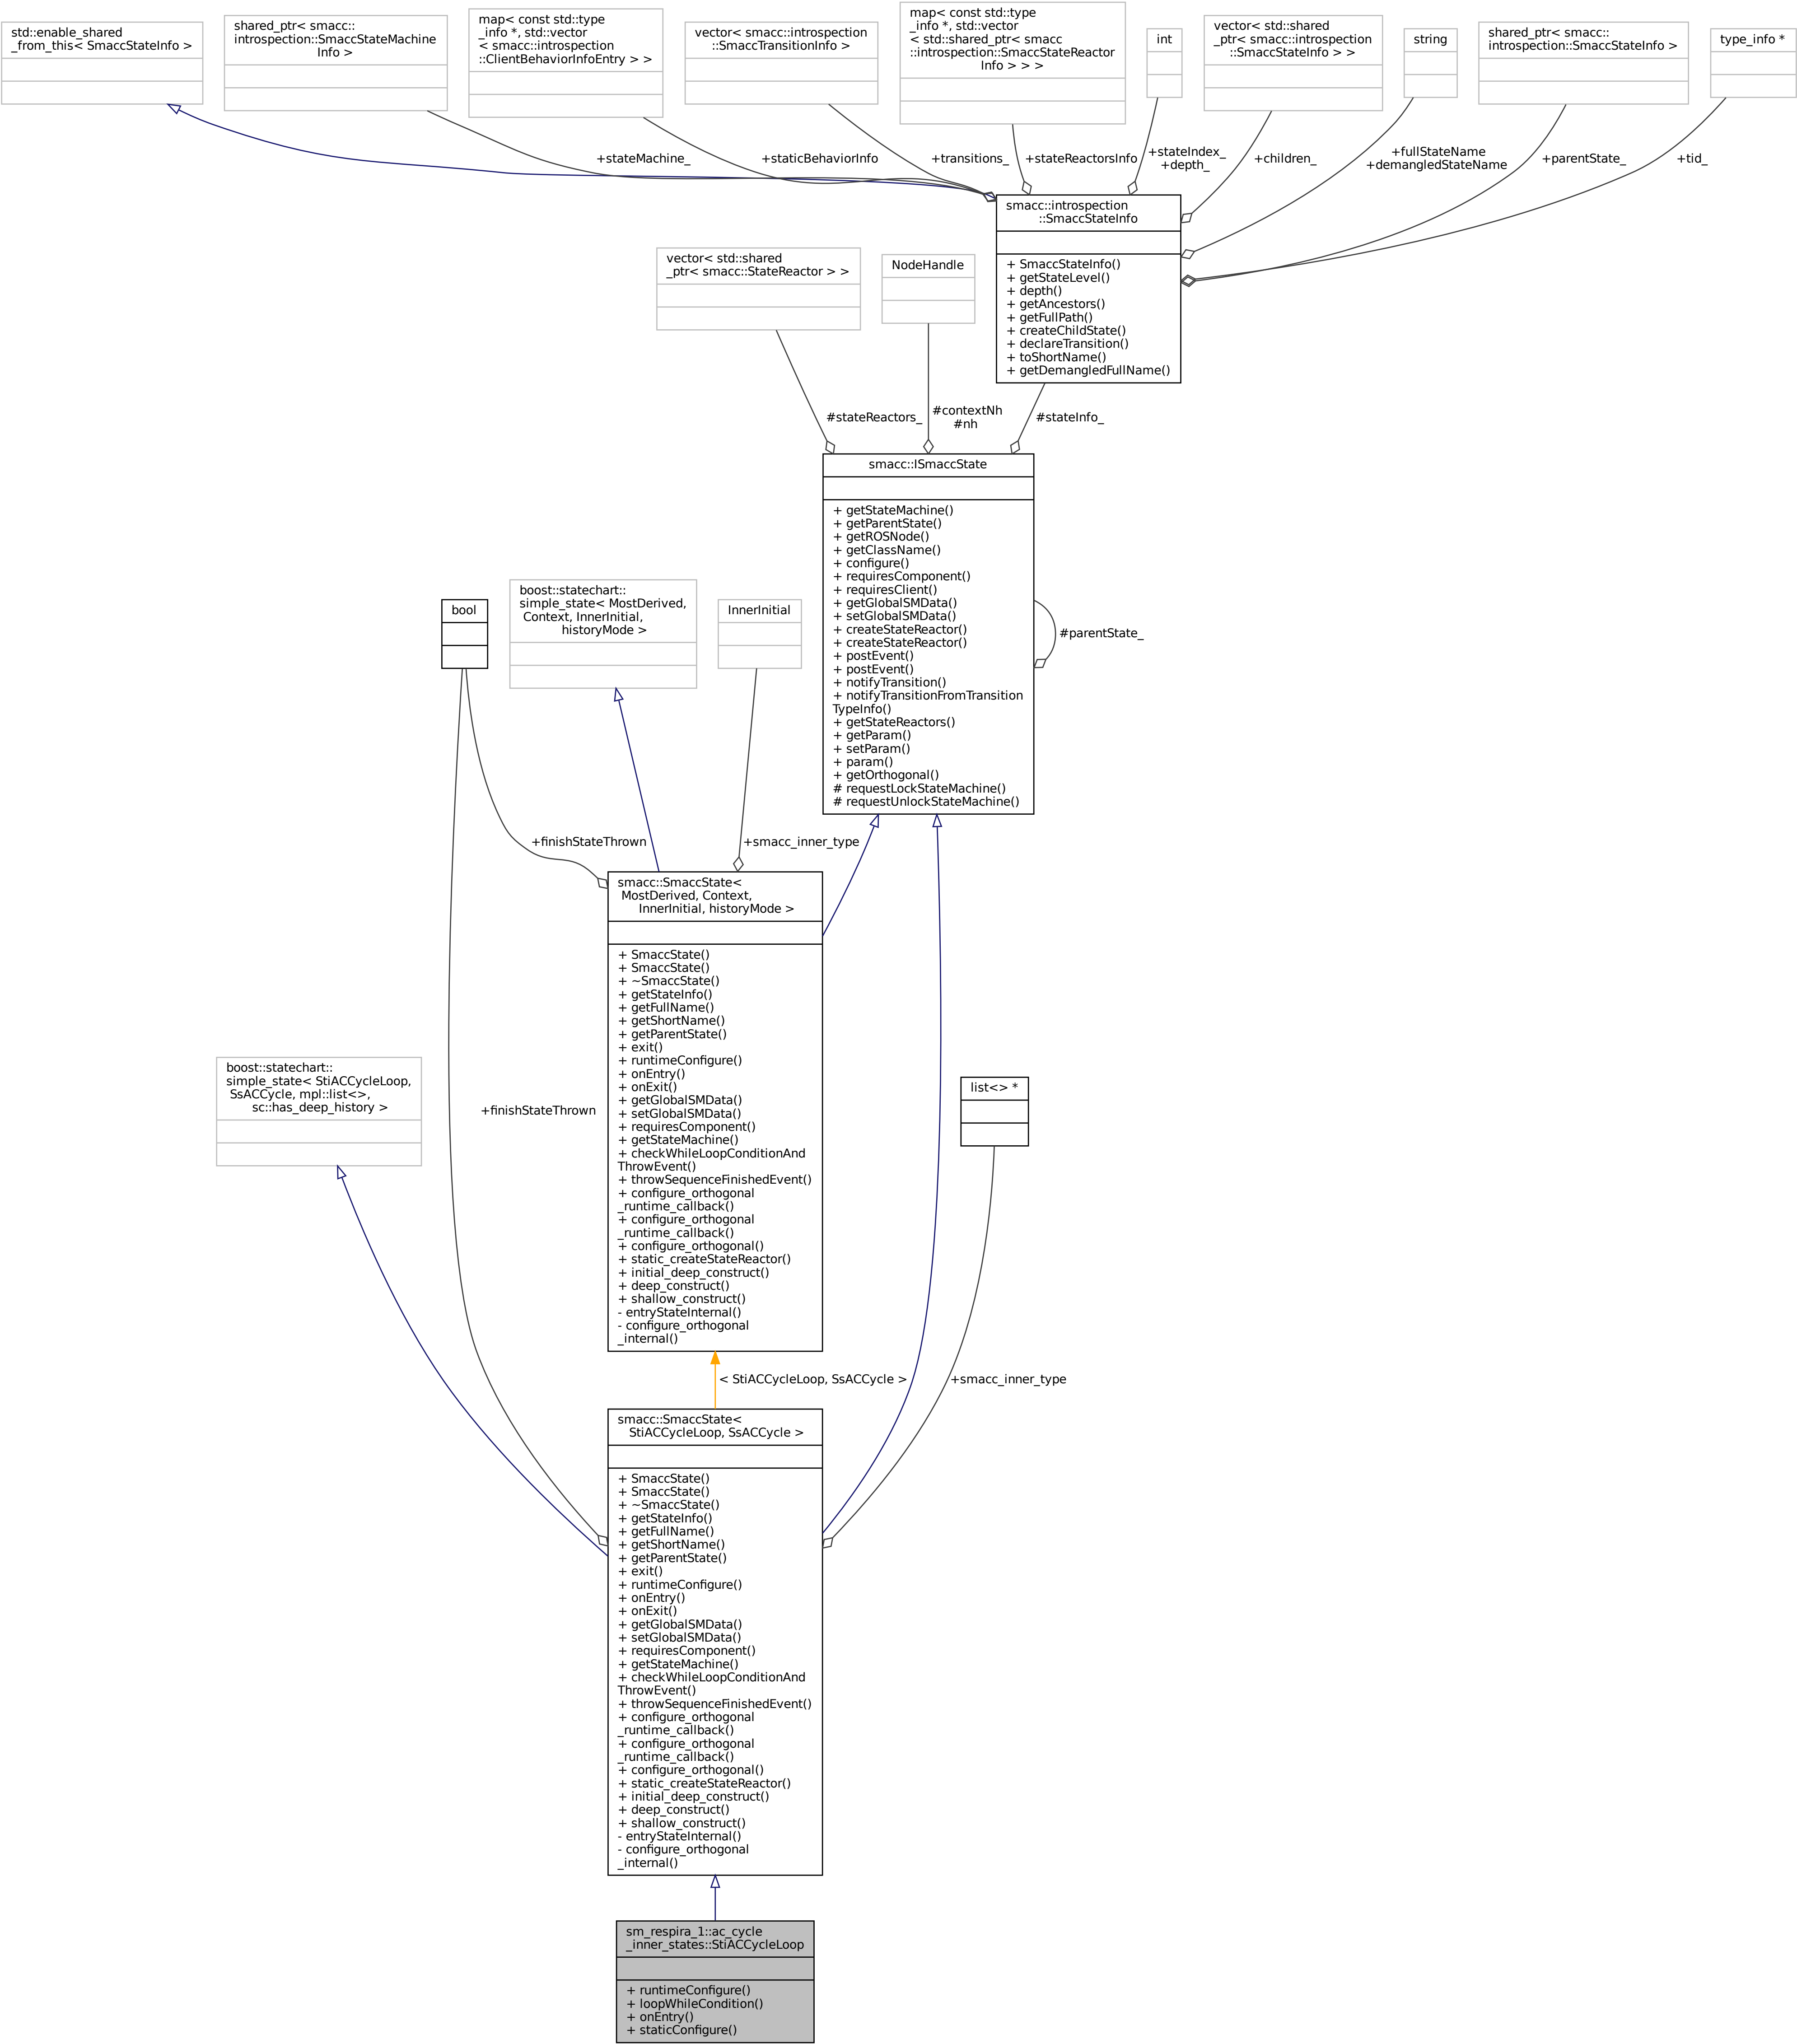 std::enable_shared
_from_this< SmaccStateInfo >
shared_ptr< smacc::
introspection::SmaccStateMachine
Info >
map< const std::type
_info *, std::vector
< smacc::introspection
::ClientBehaviorInfoEntry > >
vector< smacc::introspection
::SmaccTransitionInfo >
map< const std::type
_info *, std::vector
< std::shared_ptr< smacc
::introspection::SmaccStateReactor
Info > > >
int
vector< std::shared
_ptr< smacc::introspection
::SmaccStateInfo > >
string
shared_ptr< smacc::
introspection::SmaccStateInfo >
type_info *
+stateMachine_
+staticBehaviorInfo
+transitions_
+stateReactorsInfo
+stateIndex_
+depth_
+children_
+fullStateName
+demangledStateName
+parentState_
+tid_
smacc::introspection
::SmaccStateInfo
+ SmaccStateInfo()
+ getStateLevel()
+ depth()
+ getAncestors()
+ getFullPath()
+ createChildState()
+ declareTransition()
+ toShortName()
+ getDemangledFullName()
vector< std::shared
_ptr< smacc::StateReactor > >
NodeHandle
#stateReactors_
#contextNh
#nh
#stateInfo_
smacc::ISmaccState
+ getStateMachine()
+ getParentState()
+ getROSNode()
+ getClassName()
+ configure()
+ requiresComponent()
+ requiresClient()
+ getGlobalSMData()
+ setGlobalSMData()
+ createStateReactor()
+ createStateReactor()
+ postEvent()
+ postEvent()
+ notifyTransition()
+ notifyTransitionFromTransition
TypeInfo()
+ getStateReactors()
+ getParam()
+ setParam()
+ param()
+ getOrthogonal()
# requestLockStateMachine()
# requestUnlockStateMachine()
#parentState_
bool
boost::statechart::
simple_state< MostDerived,
Context, InnerInitial,
historyMode >
InnerInitial
+finishStateThrown
+smacc_inner_type
smacc::SmaccState<
MostDerived, Context,
InnerInitial, historyMode >
+ SmaccState()
+ SmaccState()
+ ~SmaccState()
+ getStateInfo()
+ getFullName()
+ getShortName()
+ getParentState()
+ exit()
+ runtimeConfigure()
+ onEntry()
+ onExit()
+ getGlobalSMData()
+ setGlobalSMData()
+ requiresComponent()
+ getStateMachine()
+ checkWhileLoopConditionAnd
ThrowEvent()
+ throwSequenceFinishedEvent()
+ configure_orthogonal
_runtime_callback()
+ configure_orthogonal
_runtime_callback()
+ configure_orthogonal()
+ static_createStateReactor()
+ initial_deep_construct()
+ deep_construct()
+ shallow_construct()
- entryStateInternal()
- configure_orthogonal
_internal()
boost::statechart::
simple_state< StiACCycleLoop,
SsACCycle, mpl::list<>,
sc::has_deep_history >
+finishStateThrown
list<> *
< StiACCycleLoop, SsACCycle >
+smacc_inner_type
smacc::SmaccState<
StiACCycleLoop, SsACCycle >
+ SmaccState()
+ SmaccState()
+ ~SmaccState()
+ getStateInfo()
+ getFullName()
+ getShortName()
+ getParentState()
+ exit()
+ runtimeConfigure()
+ onEntry()
+ onExit()
+ getGlobalSMData()
+ setGlobalSMData()
+ requiresComponent()
+ getStateMachine()
+ checkWhileLoopConditionAnd
ThrowEvent()
+ throwSequenceFinishedEvent()
+ configure_orthogonal
_runtime_callback()
+ configure_orthogonal
_runtime_callback()
+ configure_orthogonal()
+ static_createStateReactor()
+ initial_deep_construct()
+ deep_construct()
+ shallow_construct()
- entryStateInternal()
- configure_orthogonal
_internal()
sm_respira_1::ac_cycle
_inner_states::StiACCycleLoop
+ runtimeConfigure()
+ loopWhileCondition()
+ onEntry()
+ staticConfigure()